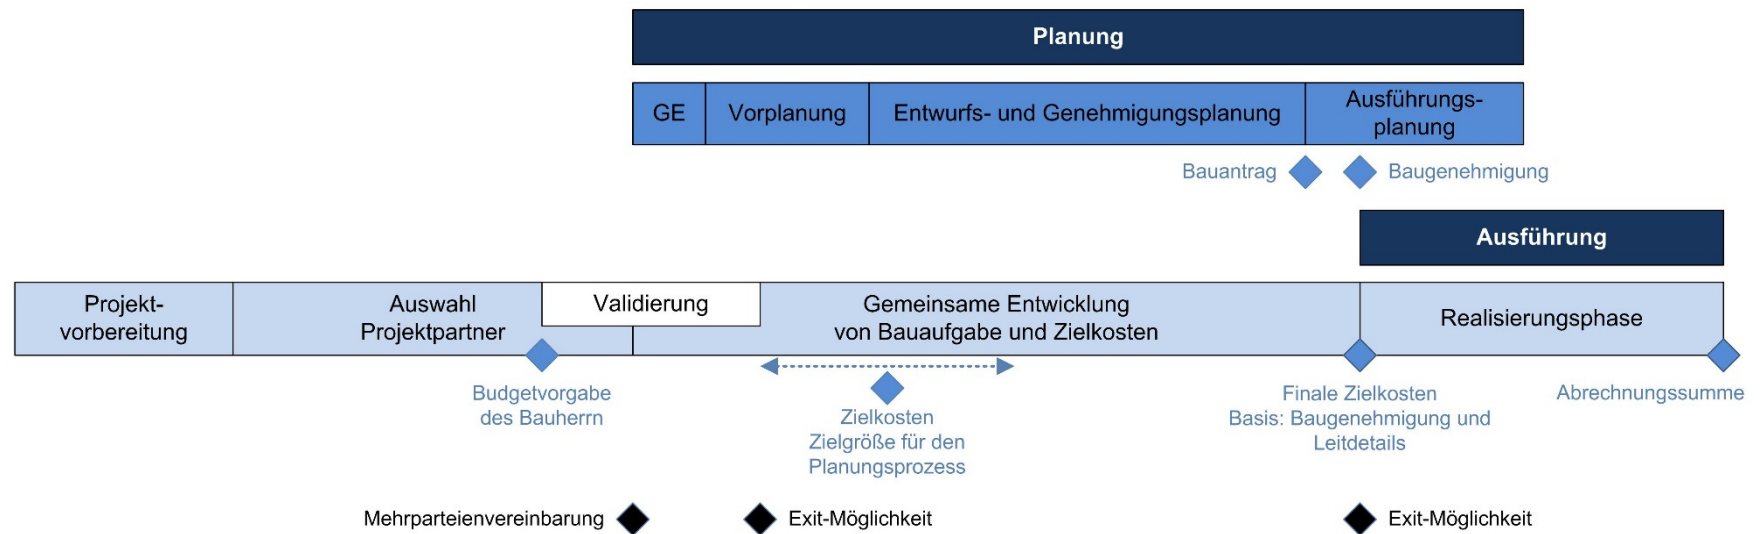 Planung
GE
Vorplanung
Entwurfs- und Genehmigungsplanung
Ausführungs-
planung
Bauantrag
Baugenehmigung
Ausführung
Projekt-
vorbereitung
Auswahl
Projektpartner
Validierung
Gemeinsame Entwicklung
von Bauaufgabe und Zielkosten
Realisierungsphase
Budgetvorgabe
des Bauherrn
Zielkosten
Zielgröße für den
Planungsprozess
Finale Zielkosten
Basis: Baugenehmigung und
Leitdetails
Abrechnungssumme
Mehrparteienvereinbarung
Exit-Möglichkeit
Exit-Möglichkeit